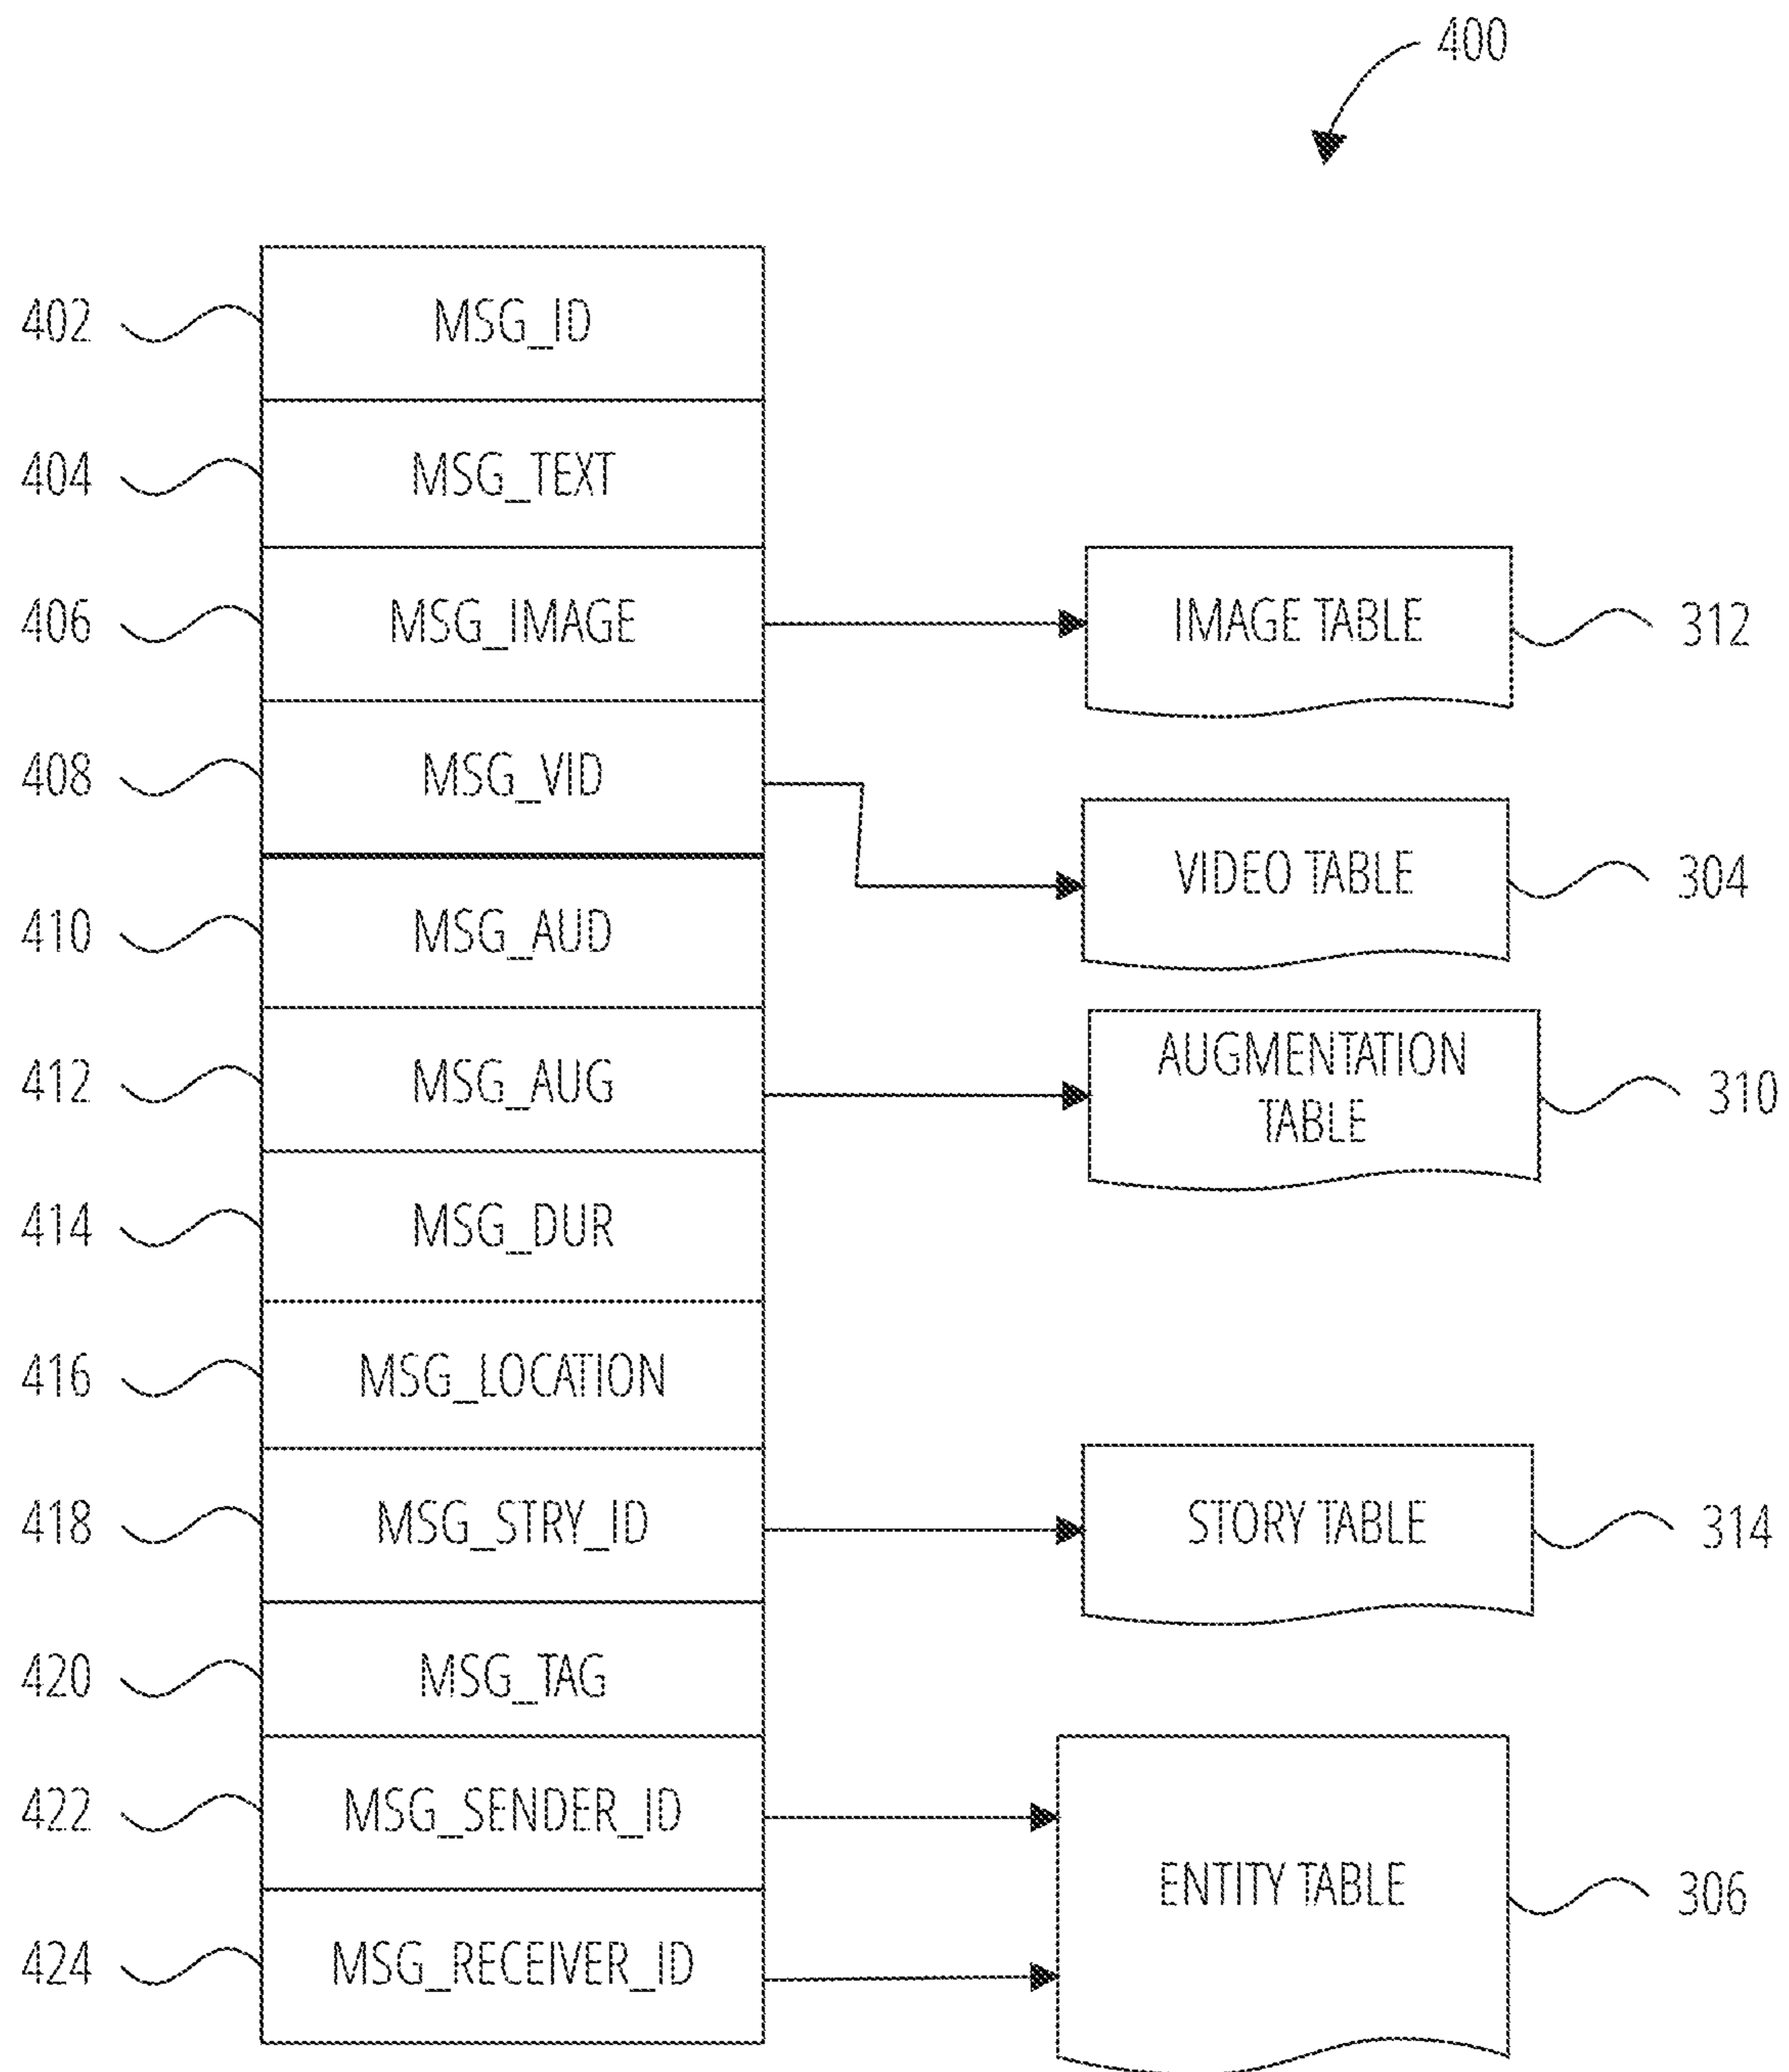 400
402 MSG_ID
404 MSG_TEXT
406 MSG_IMAGE IMAGE TABLE 312
408 MSG_VID
VIDEO TABLE 304
410 MSG_AUD
412 MSG_AUG AUGMENTATION
TABLE 310
414 MSG_DUR
416 MSG_LOCATION
418 MSG_STRY_ID STORY TABLE 314
420 MSG_TAG
422 MSG_SENDER_ID
ENTITY TABLE 306
424 MSG_RECEIVER_ID